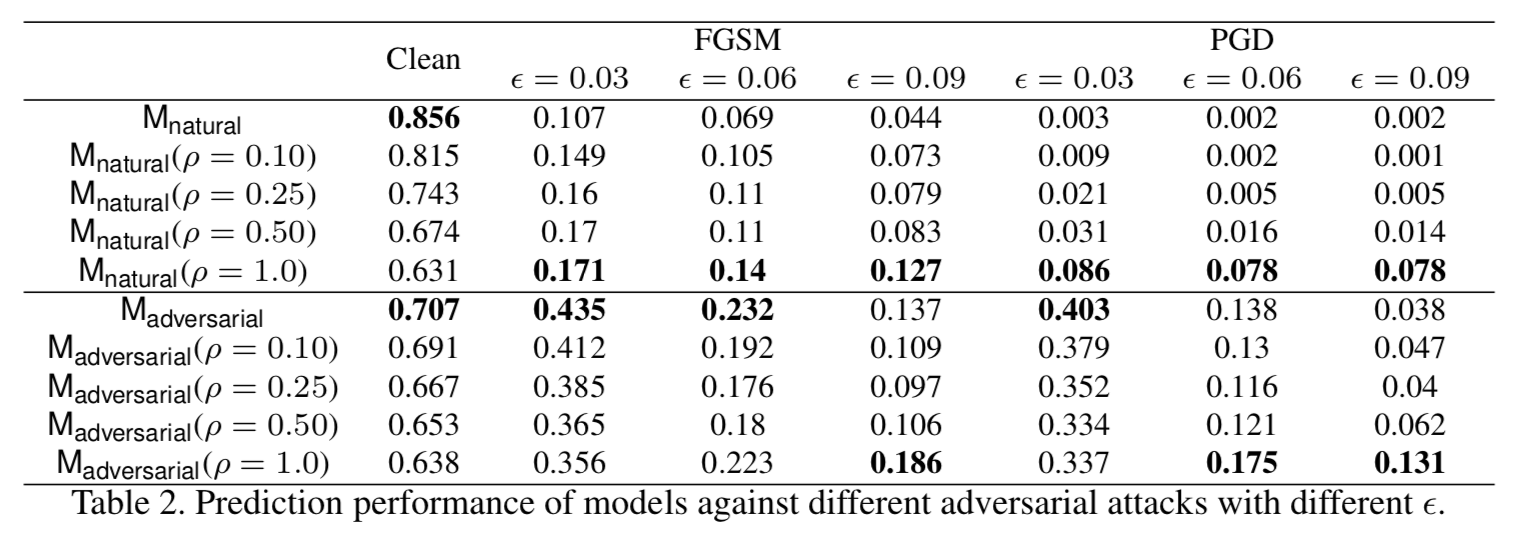 Clean FGSM PGD
ϵ = 0.03 ϵ = 0.06 ϵ = 0.09 ϵ = 0.03 ϵ = 0.06 ϵ = 0.09
M_natural 0.856 0.107 0.069 0.044 0.003 0.002 0.002
M_natural(ρ = 0.10) 0.815 0.149 0.105 0.073 0.009 0.002 0.001
M_natural(ρ = 0.25) 0.743 0.16 0.11 0.079 0.021 0.005 0.005
M_natural(ρ = 0.50) 0.674 0.17 0.11 0.083 0.031 0.016 0.014
M_natural(ρ = 1.0) 0.631 0.171 0.14 0.127 0.086 0.078 0.078
M_adversarial 0.707 0.435 0.232 0.137 0.403 0.138 0.038
M_adversarial(ρ = 0.10) 0.691 0.412 0.192 0.109 0.379 0.13 0.047
M_adversarial(ρ = 0.25) 0.667 0.385 0.176 0.097 0.352 0.116 0.04
M_adversarial(ρ = 0.50) 0.653 0.365 0.18 0.106 0.334 0.121 0.062
M_adversarial(ρ = 1.0) 0.638 0.356 0.223 0.186 0.337 0.175 0.131
Table 2. Prediction performance of models against different adversarial attacks with different ϵ.